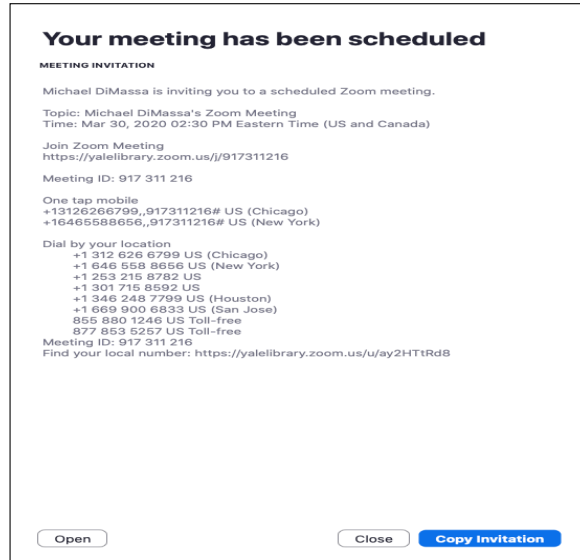 Your meeting has been scheduled
MEETING INVITATION
Michael DiMassa is inviting you to a scheduled Zoom meeting.
Topic: Michael DiMassa's Zoom Meeting
Time: Mar 30, 2020 02:30 PM Eastern Time (US and Canada)
Join Zoom Meeting
https://yalelibrary.zoom.us/j/917311216
Meeting ID: 917 311 216
One tap mobile
+13126266799,,917311216# US (Chicago)
+16465588656,,917311216# US (New York)
Dial by your location
+1 312 626 6799 US (Chicago)
+1 646 558 8656 US (New York)
+1 253 215 8782 US
+1 301 715 8592 US
+1 346 248 7799 US (Houston)
+1 669 900 6833 US (San Jose)
855 880 1246 US Toll-free
877 853 5257 US Toll-free
Meeting ID: 917 311 216
Find your local number: https://yalelibrary.zoom.us/u/ay2HTtRd8
Open Close Copy Invitation